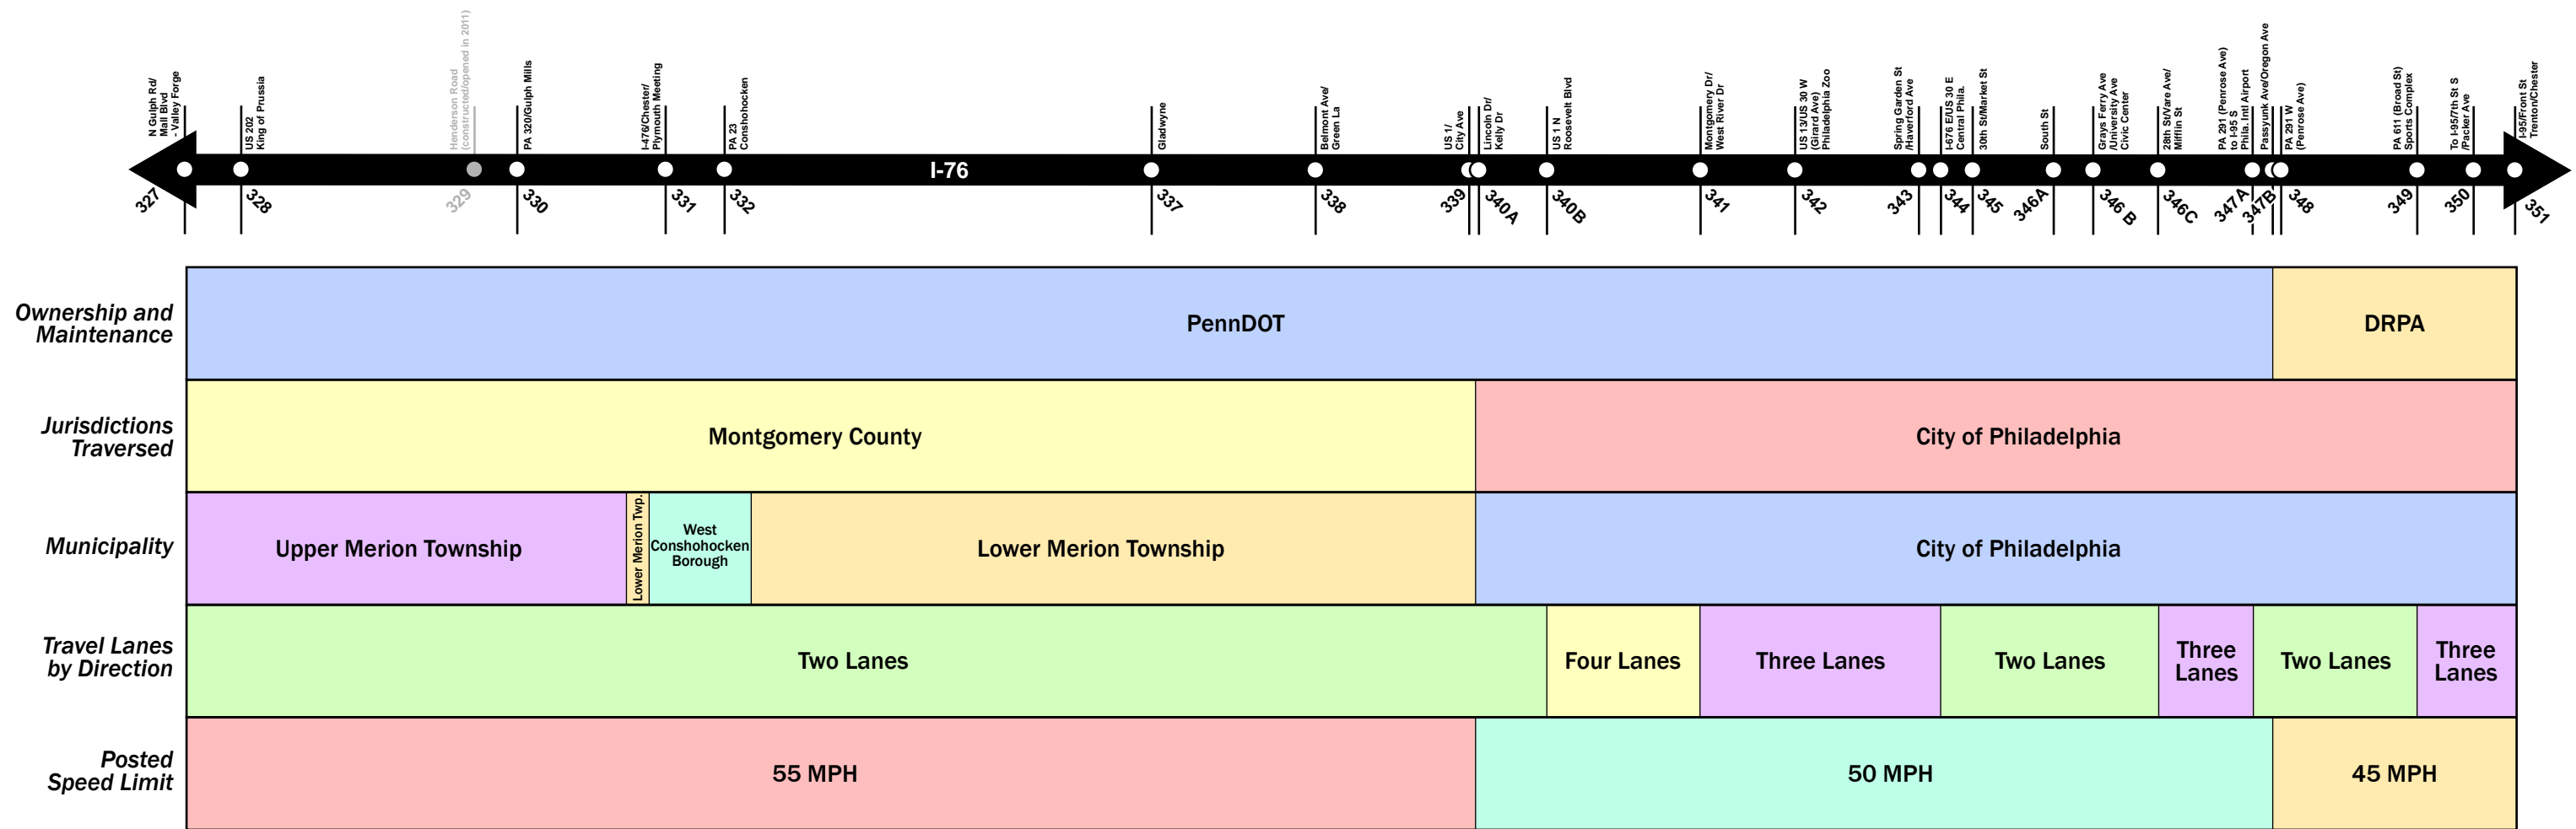 N Gulph Rd/
Mall Blvd
- Valley Forge
US 202
King of Prussia
Henderson Road
(constructed/opened in 2011)
PA 320/Gulph Mills
I-476/Chester/
Plymouth Meeting
PA 23
Conshohocken
Gladwyne
Belmont Ave/
Green La
US 1/
City Ave
Lincoln Dr/
Kelly Dr
US 1 N
Roosevelt Blvd
Montgomery Dr/
West River Dr
US 13/US 30 W
(Girard Ave)
Philadelphia Zoo
Spring Garden St
/Haverford Ave
I-676 E/US 30 E
Central Phila.
30th St/Market St
South St
Grays Ferry Ave
/University Ave
Civic Center
28th St/Vare Ave/
Mifflin St
PA 291 (Penrose Ave)
to I-95 S
Phila. Intl Airport
Passyunk Ave/Oregon Ave
PA 291 W
(Penrose Ave)
PA 611 (Broad St)
Sports Complex
To I-95/7th St S
/Packer Ave
I-95/Front St
Trenton/Chester
I-76
327
328
329
330
331
332
337
338
339
340A
340B
341
342
343
344
345
346A
346 B
346C
347A
347B
348
349
350
351
Ownership and
Maintenance
PennDOT
DRPA
Jurisdictions
Traversed
Montgomery County
City of Philadelphia
Municipality
Upper Merion Township
Lower Merion Twp.
West
Conshohocken
Borough
Lower Merion Township
City of Philadelphia
Travel Lanes
by Direction
Two Lanes
Four Lanes
Three Lanes
Two Lanes
Three
Lanes
Two Lanes
Three
Lanes
Posted
Speed Limit
55 MPH
50 MPH
45 MPH